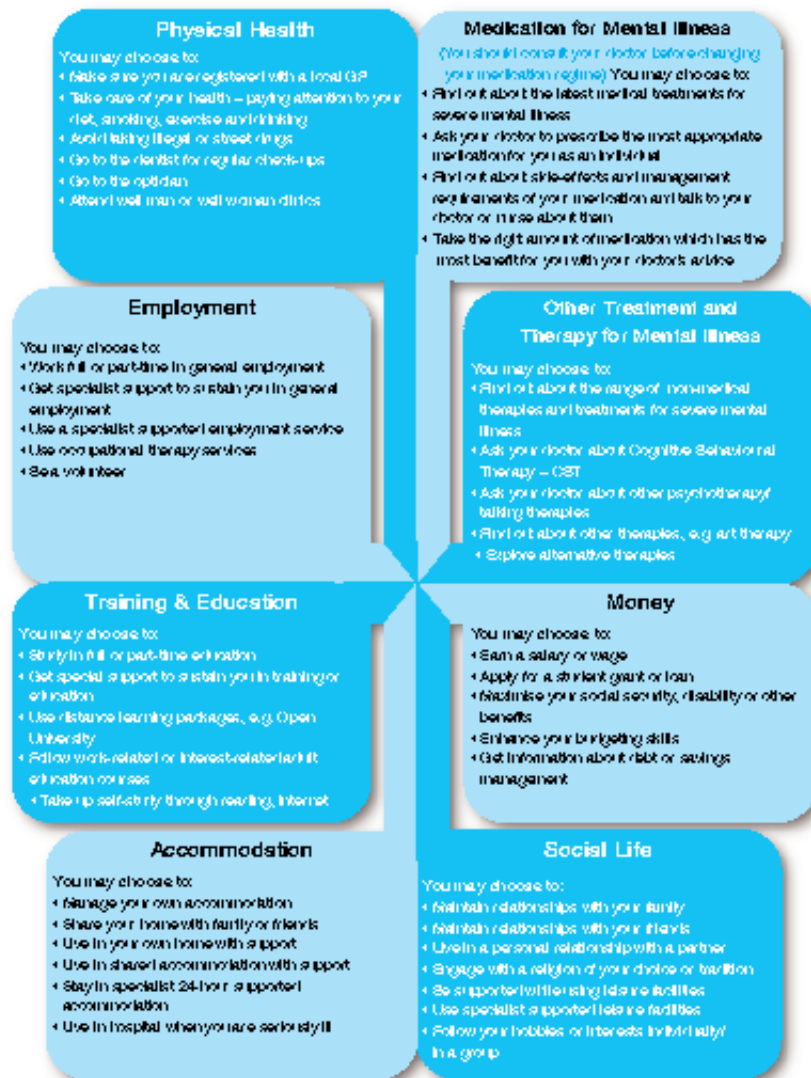 Physical Health
You may choose to:
• Make sure you are registered with a local GP
• Take care of your health – paying attention to your
diet, smoking, exercise and drinking
• Avoid taking illegal or street drugs
• Go to the dentist for regular check-ups
• Go to the optician
• Attend well man or well woman clinics
Medication for Mental Illness
(You should consult your doctor before changing
your medication regime) You may choose to:
• Find out about the latest medical treatments for
severe mental illness
• Ask your doctor to prescribe the most appropriate
medication for you as an individual
• Find out about side-effects and management
requirements of your medication and talk to your
doctor or nurse about them
• Take the right amount of medication which has the
most benefit for you with your doctor's advice
Employment
You may choose to:
• Work full or part-time in general employment
• Get specialist support to sustain you in general
employment
• Use a specialist supported employment service
• Use occupational therapy services
• Be a volunteer
Other Treatment and
Therapy for Mental Illness
You may choose to:
• Find out about the range of non-medical
therapies and treatments for severe mental
illness
• Ask your doctor about Cognitive Behavioural
Therapy – CBT
• Ask your doctor about other psychotherapy/
talking therapies
• Find out about other therapies, e.g. art therapy
• Explore alternative therapies
Training & Education
You may choose to:
• Study in full or part-time education
• Get special support to sustain you in training or
education
• Use distance learning packages, e.g. Open
University
• Follow work-related or interest-related adult
education courses
• Take up self-study through reading, internet
Money
You may choose to:
• Earn a salary or wage
• Apply for a student grant or loan
• Maximise your social security, disability or other
benefits
• Enhance your budgeting skills
• Get information about debt or savings
management
Accommodation
You may choose to:
• Manage your own accommodation
• Share your home with family or friends
• Live in your own home with support
• Live in shared accommodation with support
• Stay in specialist 24-hour supported
accommodation
• Live in hospital when you are seriously ill
Social Life
You may choose to:
• Maintain relationships with your family
• Maintain relationships with your friends
• Live in a personal relationship with a partner
• Engage with a religion of your choice or tradition
• Be supported with using leisure facilities
• Use specialist supported leisure facilities
• Follow your hobbies or interests individually/
in a group